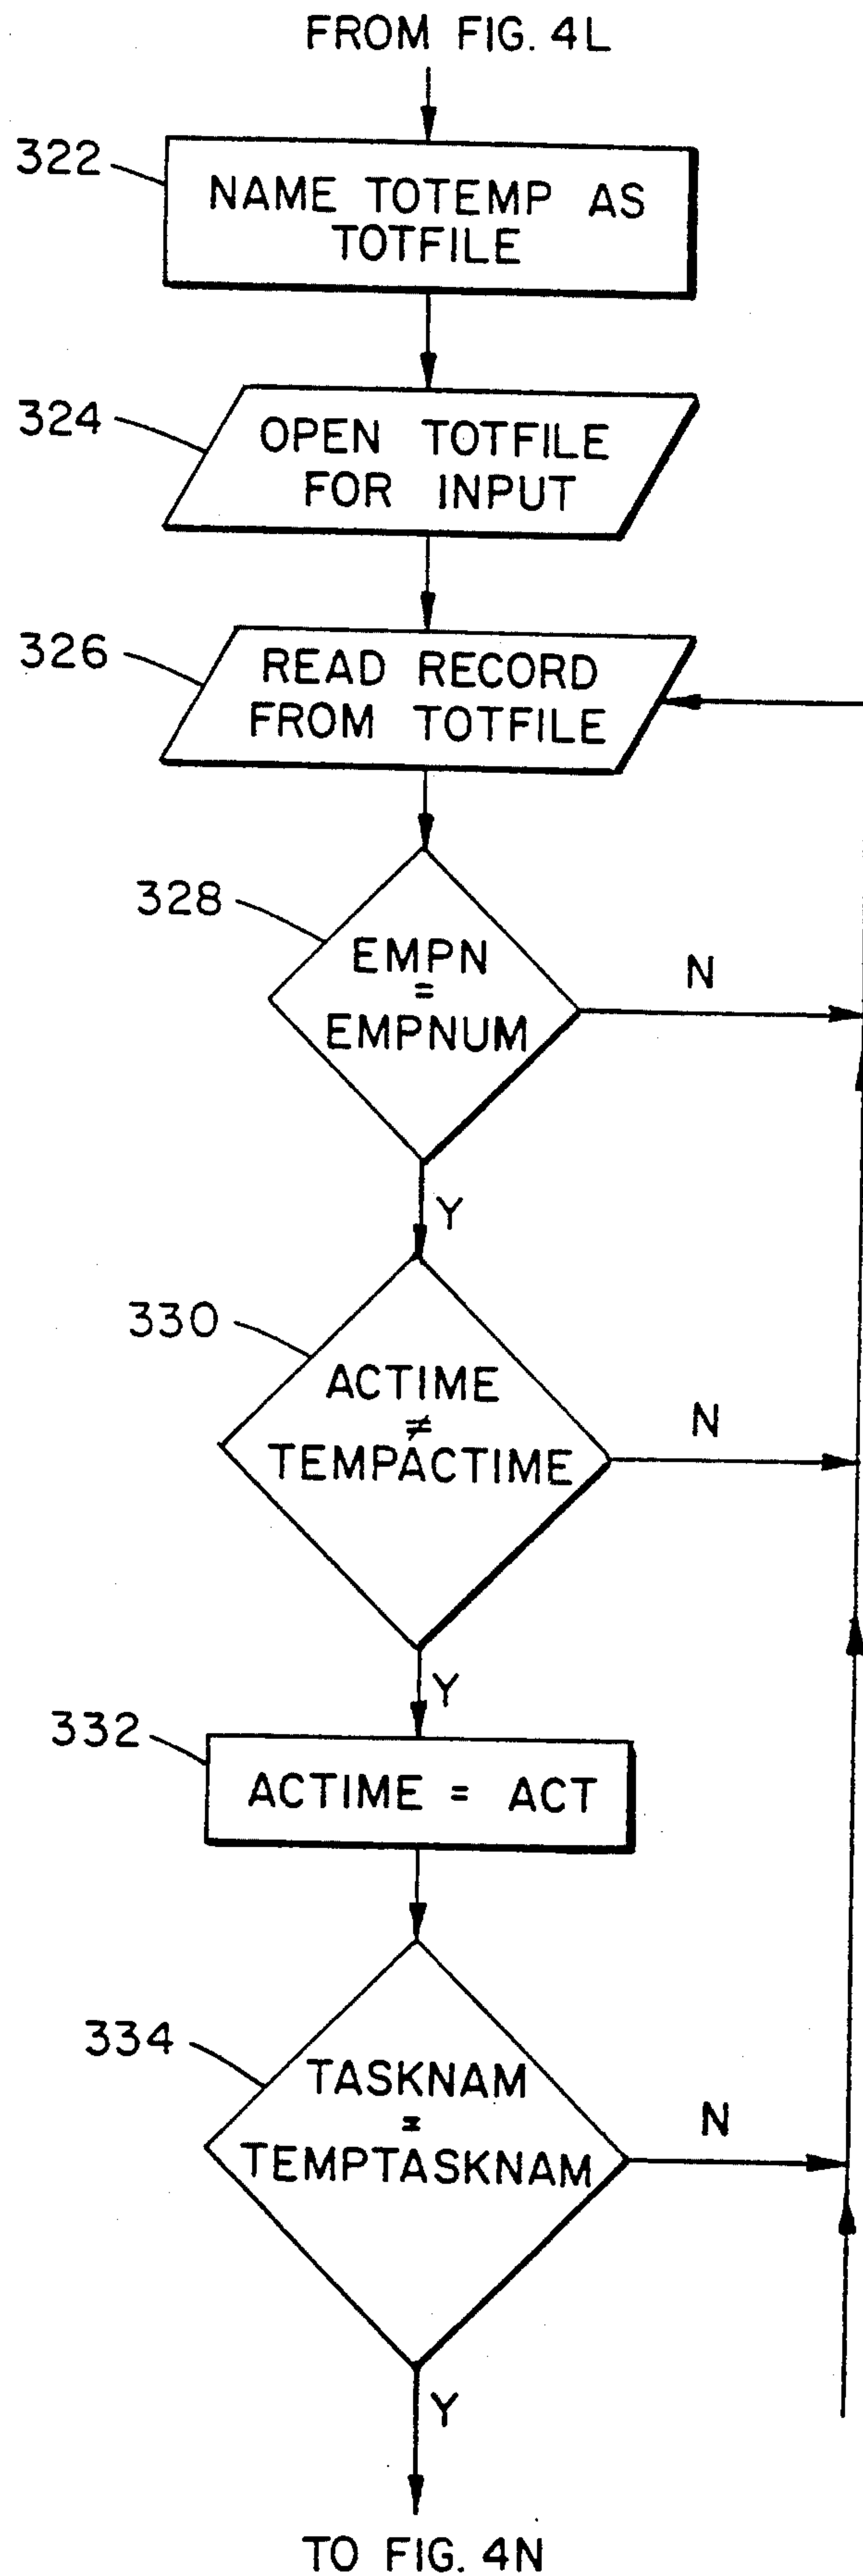 FROM FIG. 4L
322
NAME TOTEMP AS
TOTFILE
324
OPEN TOTFILE
FOR INPUT
326
READ RECORD
FROM TOTFILE
328
EMPN
=
EMPNUM
N
Y
330
ACTIME
≠
TEMPACTIME
N
Y
332
ACTIME = ACT
334
TASKNAM
=
TEMPTASKNAM
N
Y
TO FIG. 4N